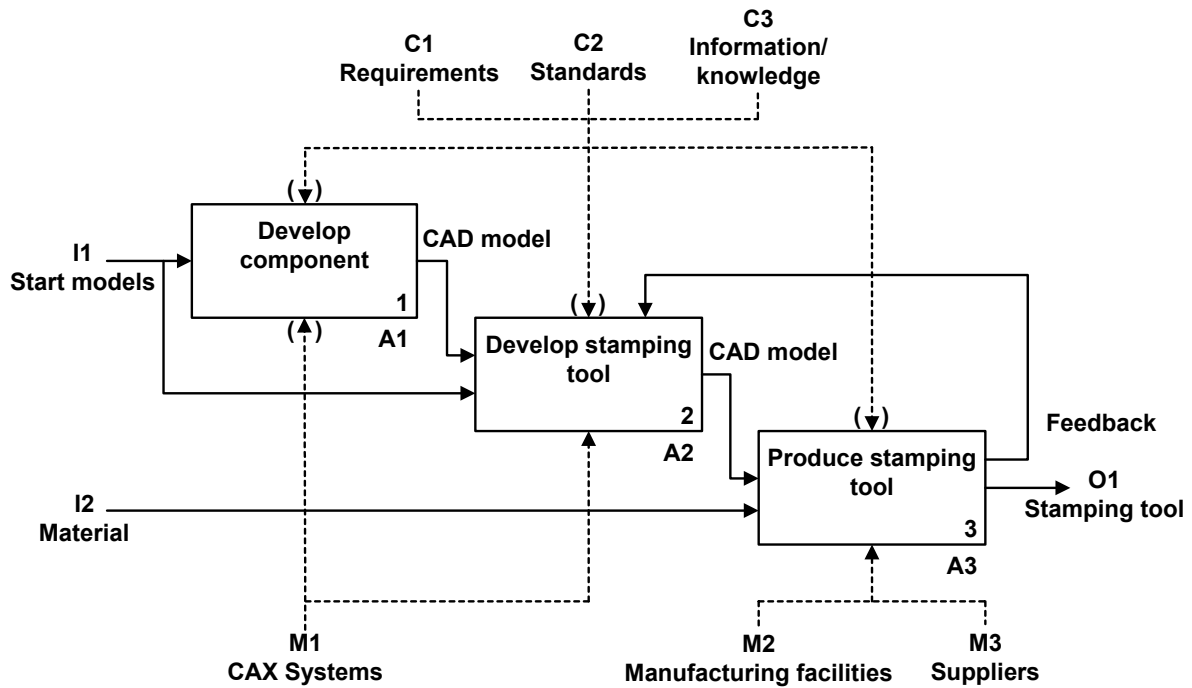 C1
Requirements
C2
Standards
C3
Information/
knowledge
( )
Develop
component
1
A1
( )
CAD model
I1
Start models
( )
Develop stamping
tool
2
A2
CAD model
( )
Produce stamping
tool
3
A3
Feedback
O1
Stamping tool
I2
Material
M1
CAX Systems
M2
Manufacturing facilities
M3
Suppliers